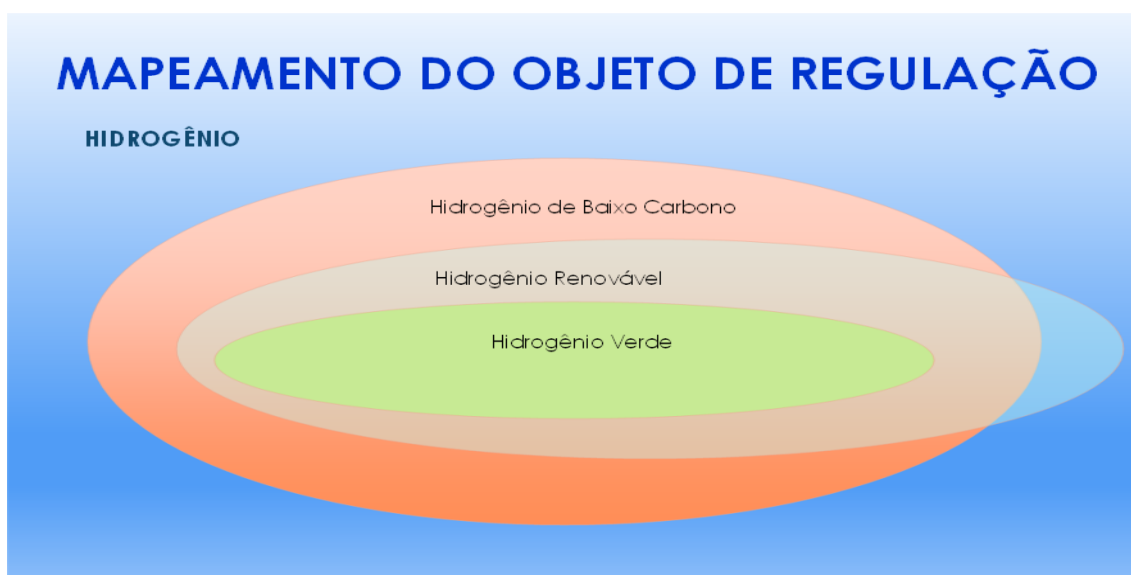 MAPEAMENTO DO OBJETO DE REGULAÇÃO
HIDROGÊNIO
Hidrogênio de Baixo Carbono
Hidrogênio Renovável
Hidrogênio Verde